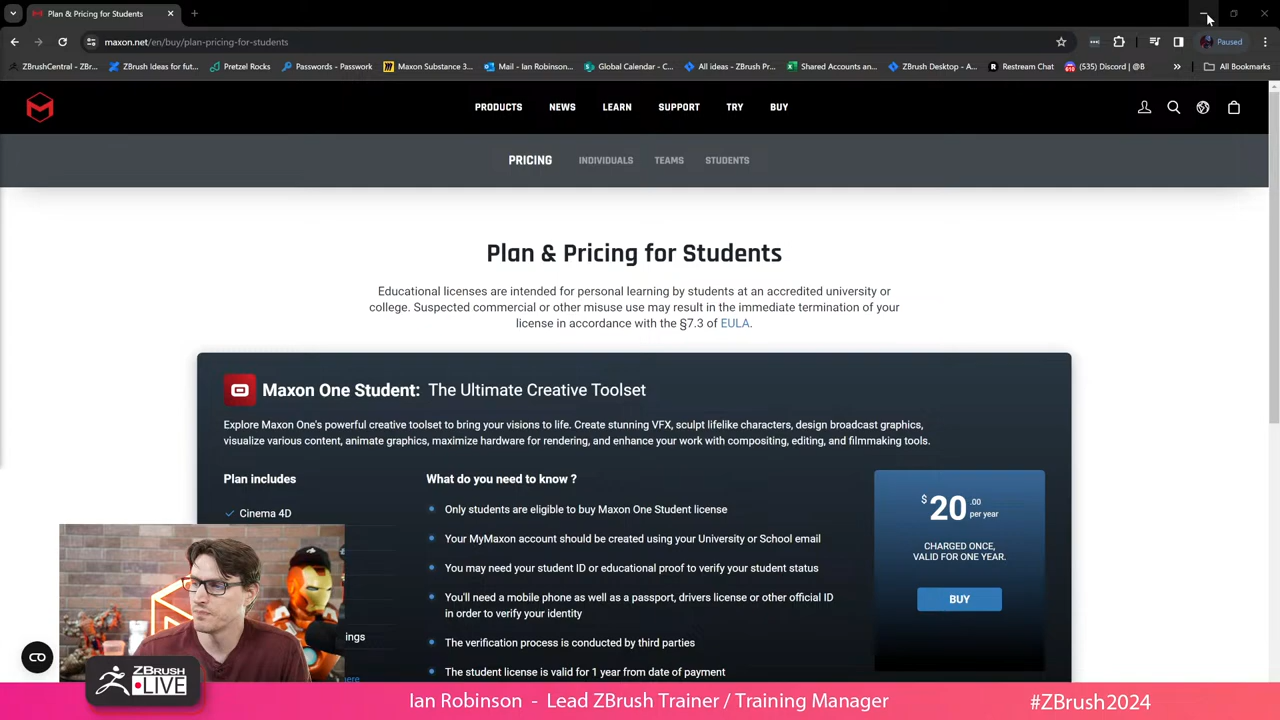 Plan & Pricing for Students
maxon.net/en/buy/plan-pricing-for-students
Paused
ZBrushCentral - ZBr...
ZBrush Ideas for fut...
Pretzel Rocks
Passwords - Passwork
Maxon Substance 3...
Mail - Ian Robinson...
Global Calendar - C...
All ideas - ZBrush Pr...
Shared Accounts an...
ZBrush Desktop - A...
Restream Chat
(535) Discord | @B
»
All Bookmarks
PRODUCTS NEWS LEARN SUPPORT TRY BUY
PRICING INDIVIDUALS TEAMS STUDENTS
Plan & Pricing for Students
Educational licenses are intended for personal learning by students at an accredited university or
college. Suspected commercial or other misuse use may result in the immediate termination of your
license in accordance with the §7.3 of EULA.
Maxon One Student: The Ultimate Creative Toolset
Explore Maxon One's powerful creative toolset to bring your visions to life. Create stunning VFX, sculpt lifelike characters, design broadcast graphics,
visualize various content, animate graphics, maximize hardware for rendering, and enhance your work with compositing, editing, and filmmaking tools.
Plan includes
Cinema 4D
ings
here
What do you need to know ?
Only students are eligible to buy Maxon One Student license
Your MyMaxon account should be created using your University or School email
You may need your student ID or educational proof to verify your student status
You'll need a mobile phone as well as a passport, drivers license or other official ID
in order to verify your identity
The verification process is conducted by third parties
The student license is valid for 1 year from date of payment
$20.00 per year
CHARGED ONCE,
VALID FOR ONE YEAR.
BUY
ZBRUSH
LIVE
Ian Robinson - Lead ZBrush Trainer / Training Manager
#ZBrush2024